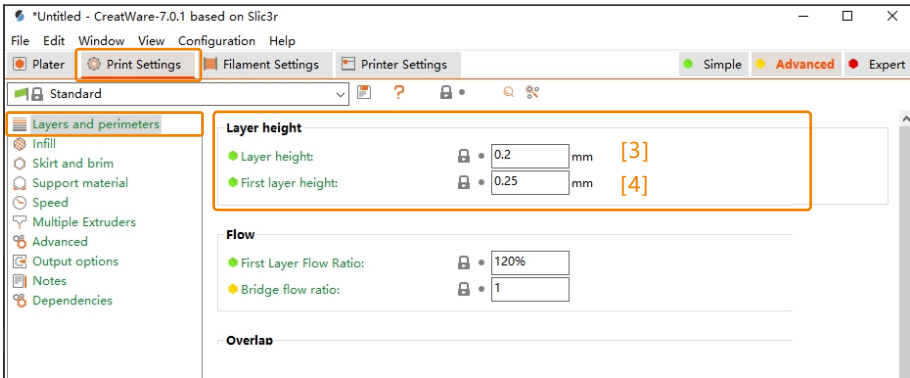 *Untitled - CreatWare-7.0.1 based on Slic3r
File Edit Window View Configuration Help
Plater Print Settings Filament Settings Printer Settings Simple Advanced Expert
Standard
Layers and perimeters
Infill
Skirt and brim
Support material
Speed
Multiple Extruders
Advanced
Output options
Notes
Dependencies
Layer height
Layer height: 0.2 mm [3]
First layer height: 0.25 mm [4]
Flow
First Layer Flow Ratio: 120%
Bridge flow ratio: 1
Overlap